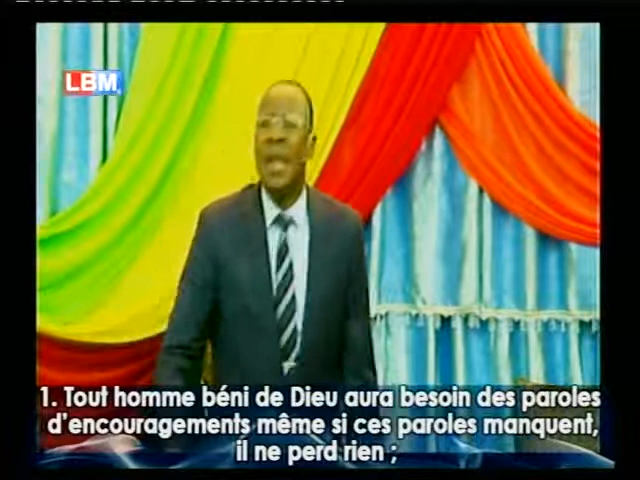 LBM
1. Tout homme béni de Dieu aura besoin des paroles
d'encouragements même si ces paroles manquent,
il ne perd rien ;